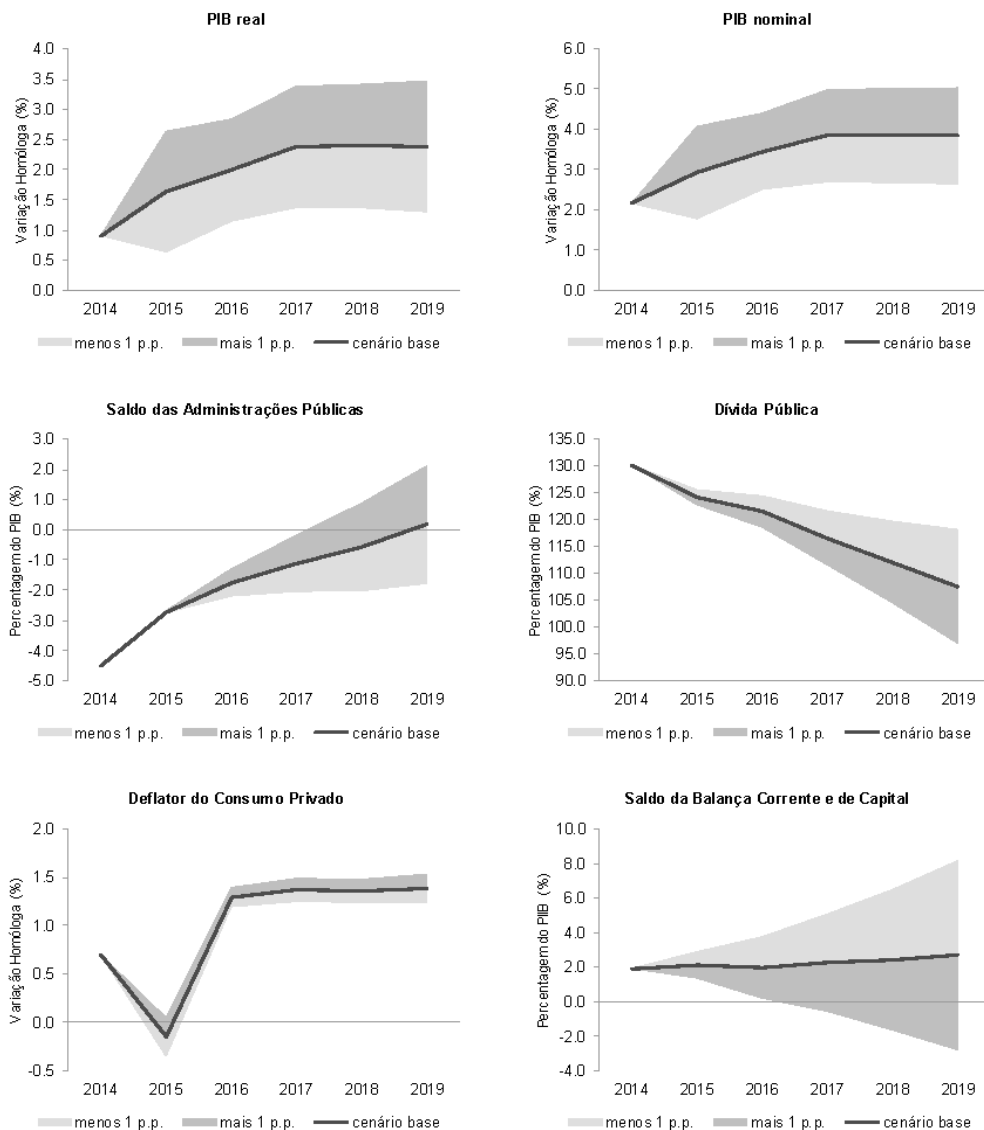 PIB real
Variação Homóloga (%)
4.0
3.5
3.0
2.5
2.0
1.5
1.0
0.5
0.0
2014 2015 2016 2017 2018 2019
menos 1 p.p. mais 1 p.p. cenário base
PIB nominal
Variação Homóloga (%)
6.0
5.0
4.0
3.0
2.0
1.0
0.0
2014 2015 2016 2017 2018 2019
menos 1 p.p. mais 1 p.p. cenário base
Saldo das Administrações Públicas
Percentagem do PIB (%)
3.0
2.0
1.0
0.0
-1.0
-2.0
-3.0
-4.0
-5.0
2014 2015 2016 2017 2018 2019
menos 1 p.p. mais 1 p.p. cenário base
Dívida Pública
Percentagem do PIB (%)
135.0
130.0
125.0
120.0
115.0
110.0
105.0
100.0
95.0
90.0
2014 2015 2016 2017 2018 2019
menos 1 p.p. mais 1 p.p. cenário base
Deflator do Consumo Privado
Variação Homóloga (%)
2.0
1.5
1.0
0.5
0.0
-0.5
2014 2015 2016 2017 2018 2019
menos 1 p.p. mais 1 p.p. cenário base
Saldo da Balança Corrente e de Capital
Percentagem do PIIB (%)
10.0
8.0
6.0
4.0
2.0
0.0
-2.0
-4.0
2014 2015 2016 2017 2018 2019
menos 1 p.p. mais 1 p.p. cenário base